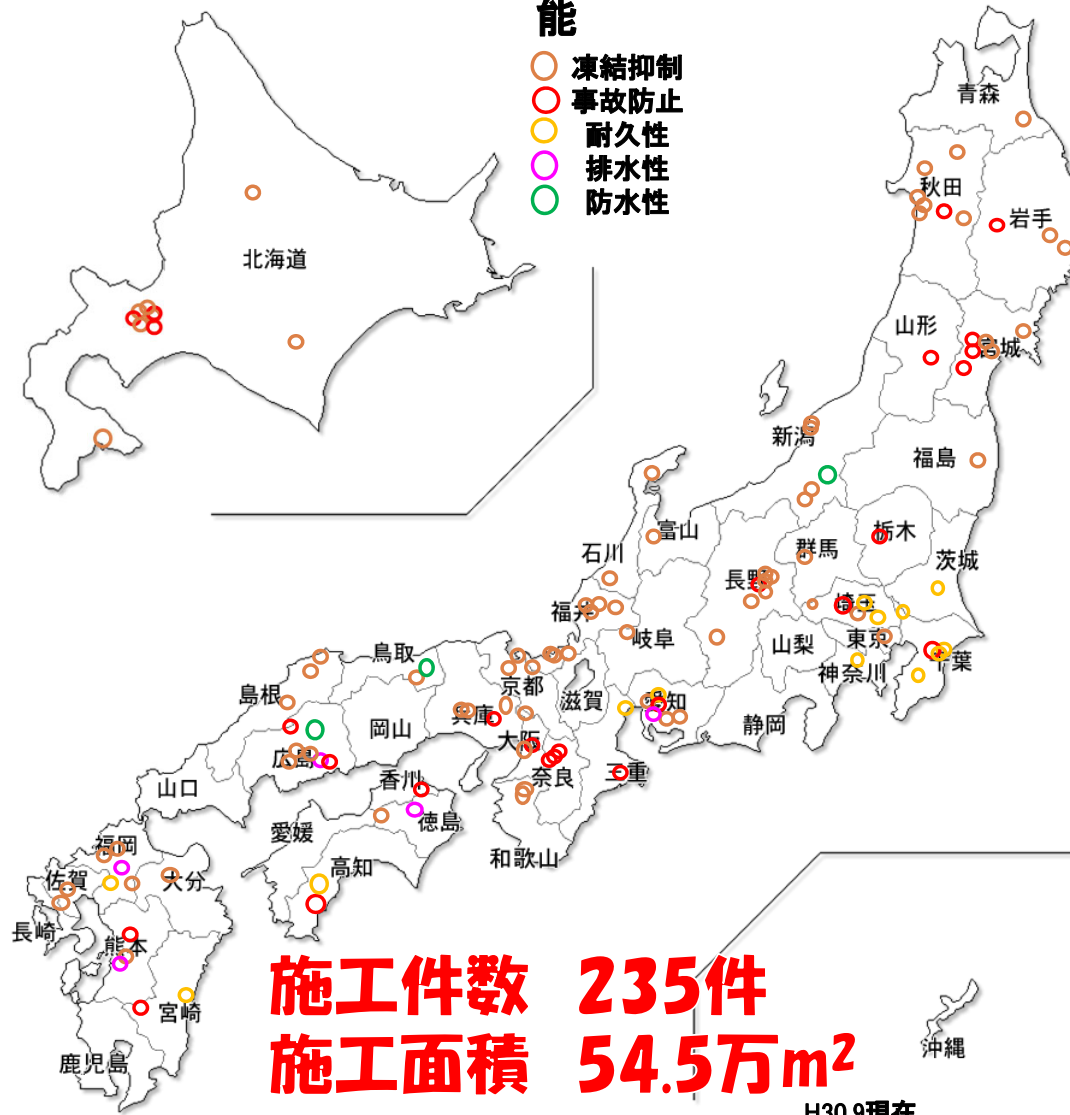 能
凍結抑制
事故防止
耐久性
排水性
防水性
青森
秋田
岩手
北海道
山形
宮城
新潟
福島
富山
栃木
群馬
石川
茨城
長野
福井
埼玉
岐阜
山梨
東京
千葉
神奈川
鳥取
島根
京都
滋賀
愛知
兵庫
岡山
静岡
広島
大阪
奈良
三重
山口
香川
徳島
愛媛
和歌山
高知
福岡
佐賀
大分
長崎
熊本
宮崎
鹿児島
沖縄
施工件数 235件
施工面積 54.5万m²
H30.9現在